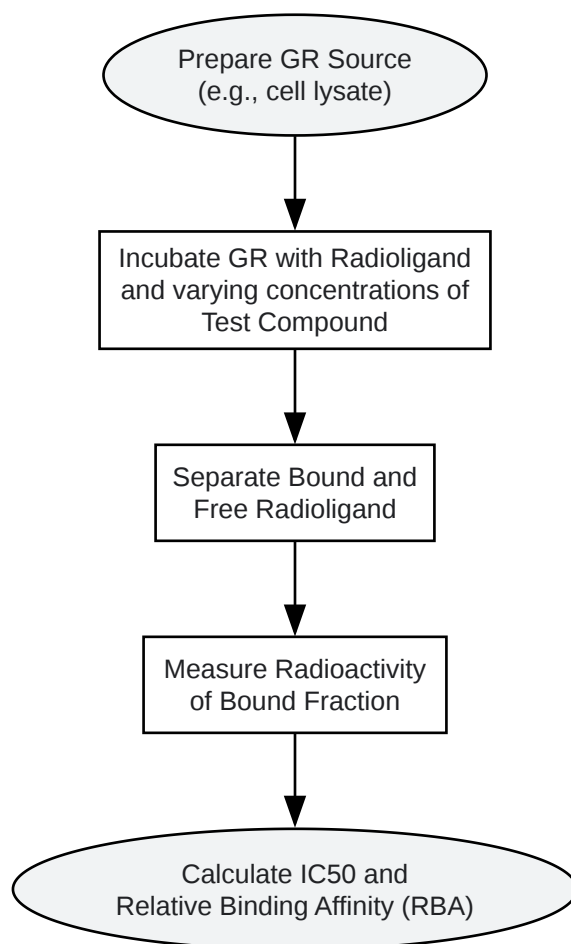 Prepare GR Source
(e.g., cell lysate)
Incubate GR with Radioligand
and varying concentrations of
Test Compound
Separate Bound and
Free Radioligand
Measure Radioactivity
of Bound Fraction
Calculate IC50 and
Relative Binding Affinity (RBA)